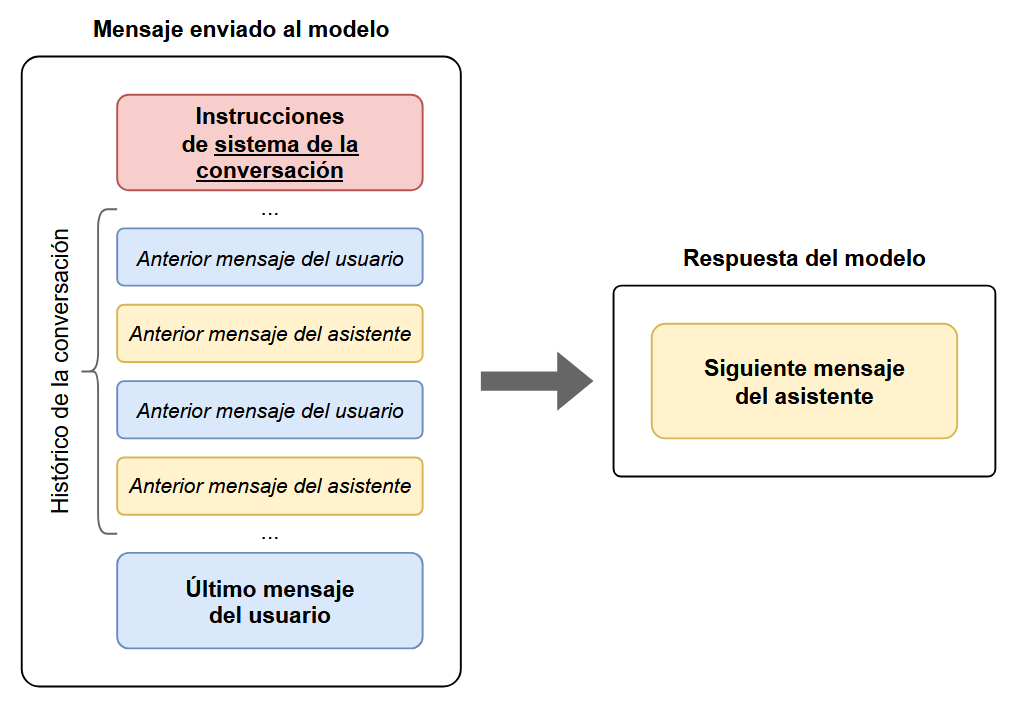 Mensaje enviado al modelo
Instrucciones
de sistema de la
conversación
...
Histórico de la conversación
Anterior mensaje del usuario
Anterior mensaje del asistente
Anterior mensaje del usuario
Anterior mensaje del asistente
...
Último mensaje
del usuario
Respuesta del modelo
Siguiente mensaje
del asistente